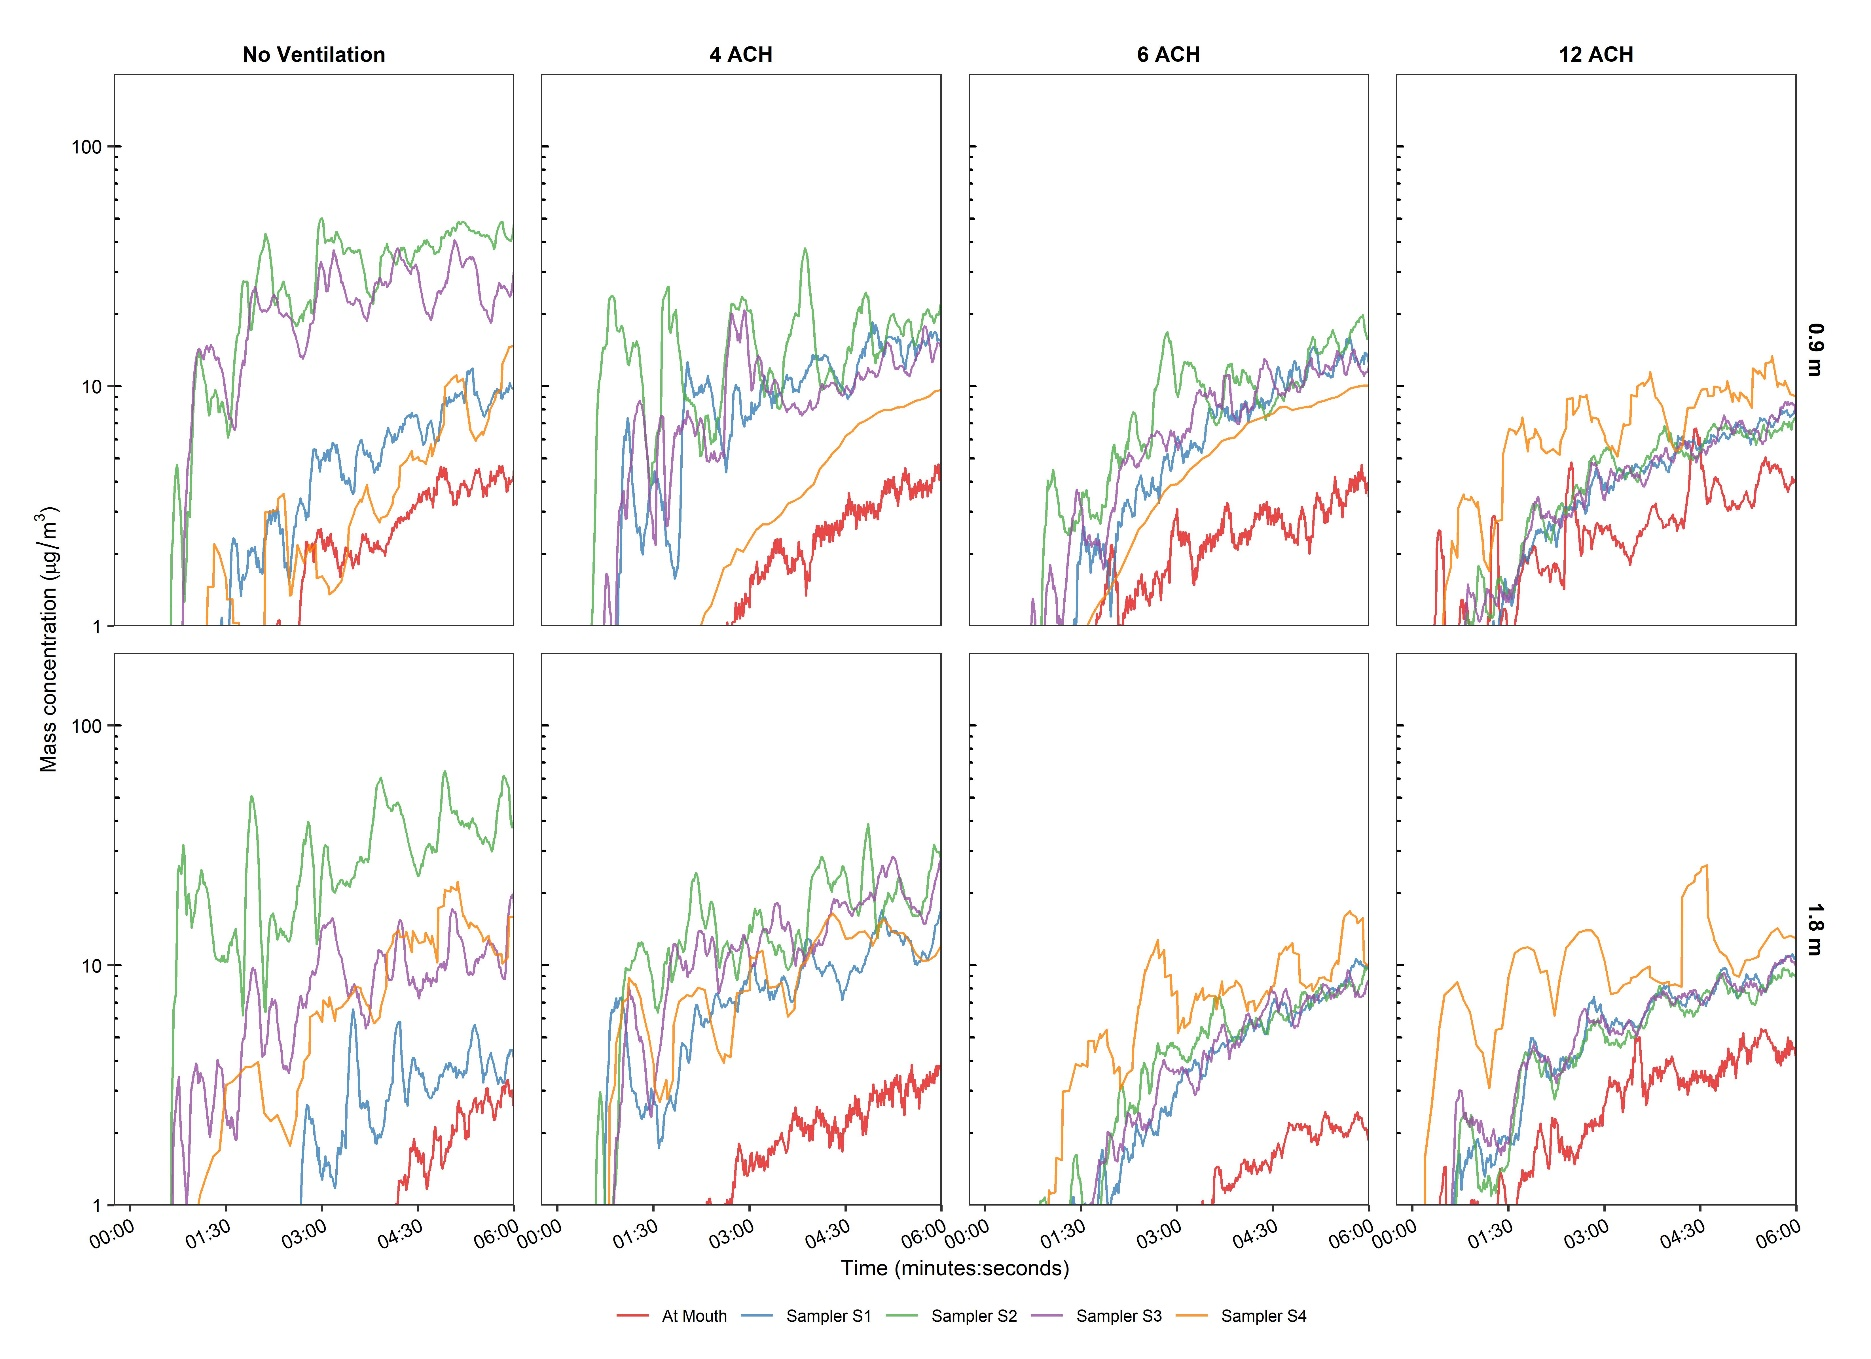 No Ventilation
4 ACH
6 ACH
12 ACH
100
10
1
0.9 m
Mass concentration (μg/m³)
100
10
1
1.8 m
00:00 01:30 03:00 04:30 06:00
00:00 01:30 03:00 04:30 06:00
00:00 01:30 03:00 04:30 06:00
00:00 01:30 03:00 04:30 06:00
Time (minutes:seconds)
At Mouth Sampler S1 Sampler S2 Sampler S3 Sampler S4